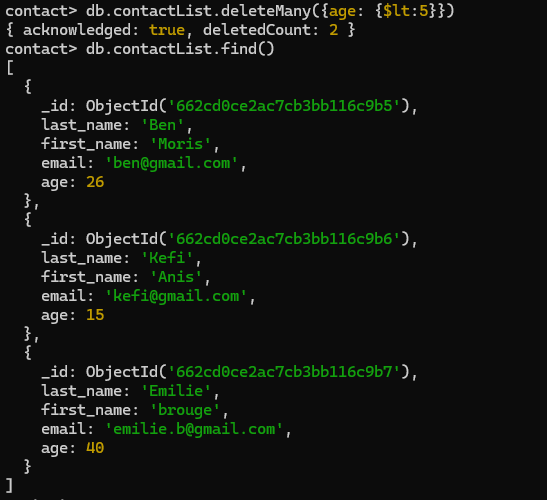 contact> db.contactList.deleteMany({age: {$lt:5}})
{ acknowledged: true, deletedCount: 2 }
contact> db.contactList.find()
[
  {
    _id: ObjectId('662cd0ce2ac7cb3bb116c9b5'),
    last_name: 'Ben',
    first_name: 'Moris',
    email: 'ben@gmail.com',
    age: 26
  },
  {
    _id: ObjectId('662cd0ce2ac7cb3bb116c9b6'),
    last_name: 'Kefi',
    first_name: 'Anis',
    email: 'kefi@gmail.com',
    age: 15
  },
  {
    _id: ObjectId('662cd0ce2ac7cb3bb116c9b7'),
    last_name: 'Emilie',
    first_name: 'brouge',
    email: 'emilie.b@gmail.com',
    age: 40
  }
]